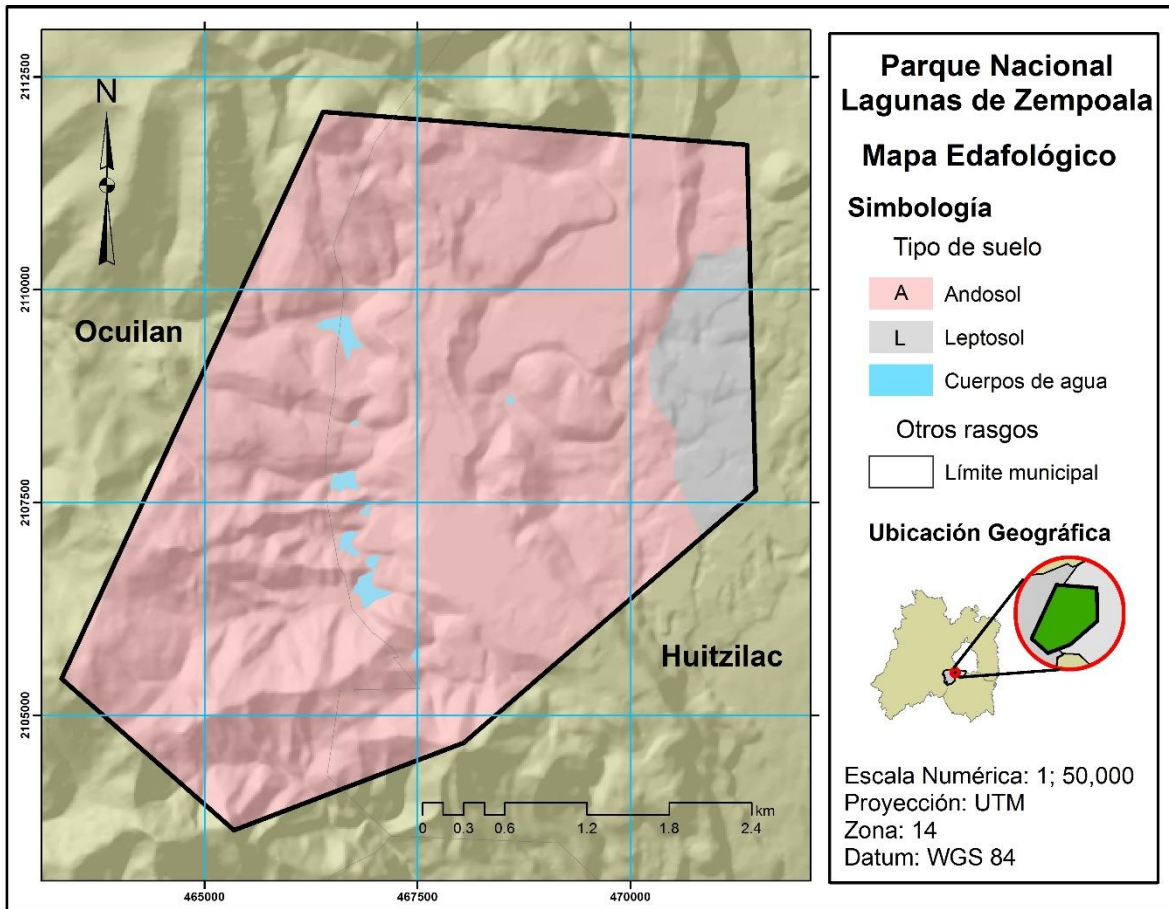 2112500
N
2110000
Ocuilan
2107500
Huitzilac
2105000
km
0 0.3 0.6 1.2 1.8 2.4
465000 467500 470000
Parque Nacional
Lagunas de Zempoala
Mapa Edafológico
Simbología
Tipo de suelo
A Andosol
L Leptosol
Cuerpos de agua
Otros rasgos
Límite municipal
Ubicación Geográfica
Escala Numérica: 1; 50,000
Proyección: UTM
Zona: 14
Datum: WGS 84